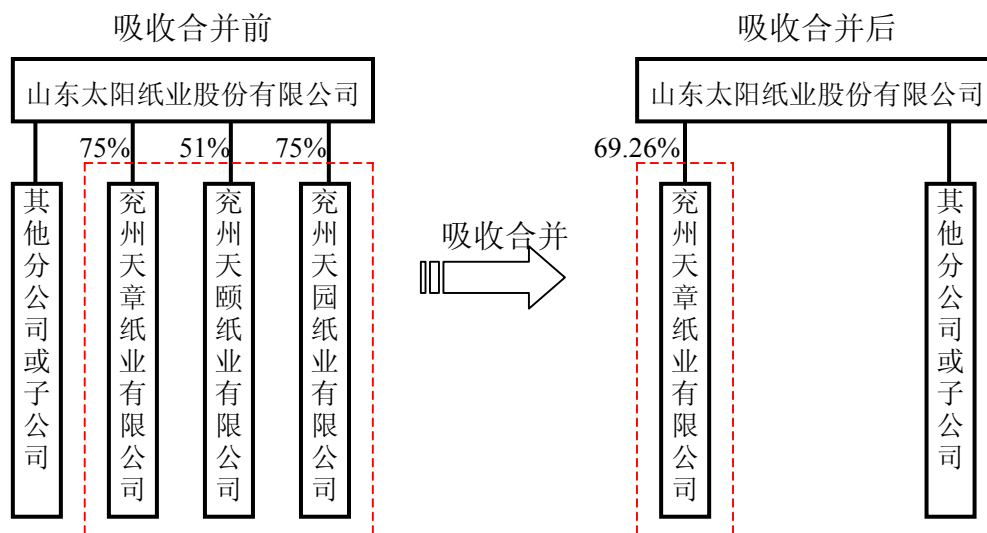 吸收合并前
吸收合并后
山东太阳纸业股份有限公司
山东太阳纸业股份有限公司
75%
51%
75%
69.26%
其他分公司或子公司
兖州天章纸业有限公司
兖州天颐纸业有限公司
兖州天园纸业有限公司
吸收合并
兖州天章纸业有限公司
其他分公司或子公司